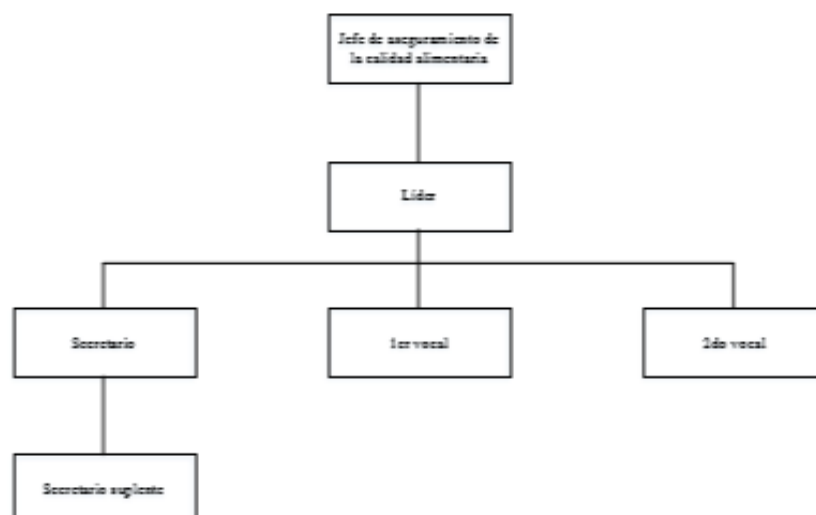 Jefe de aseguramiento de
la calidad alimentaria
Líder
Secretario
1er vocal
2do vocal
Secretario suplente